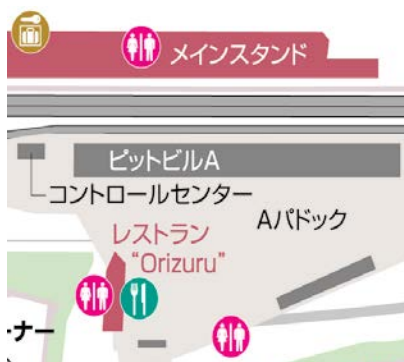 メインスタンド
ピットビルA
コントロールセンター
Aパドック
レストラン
“Orizuru”
ーナー